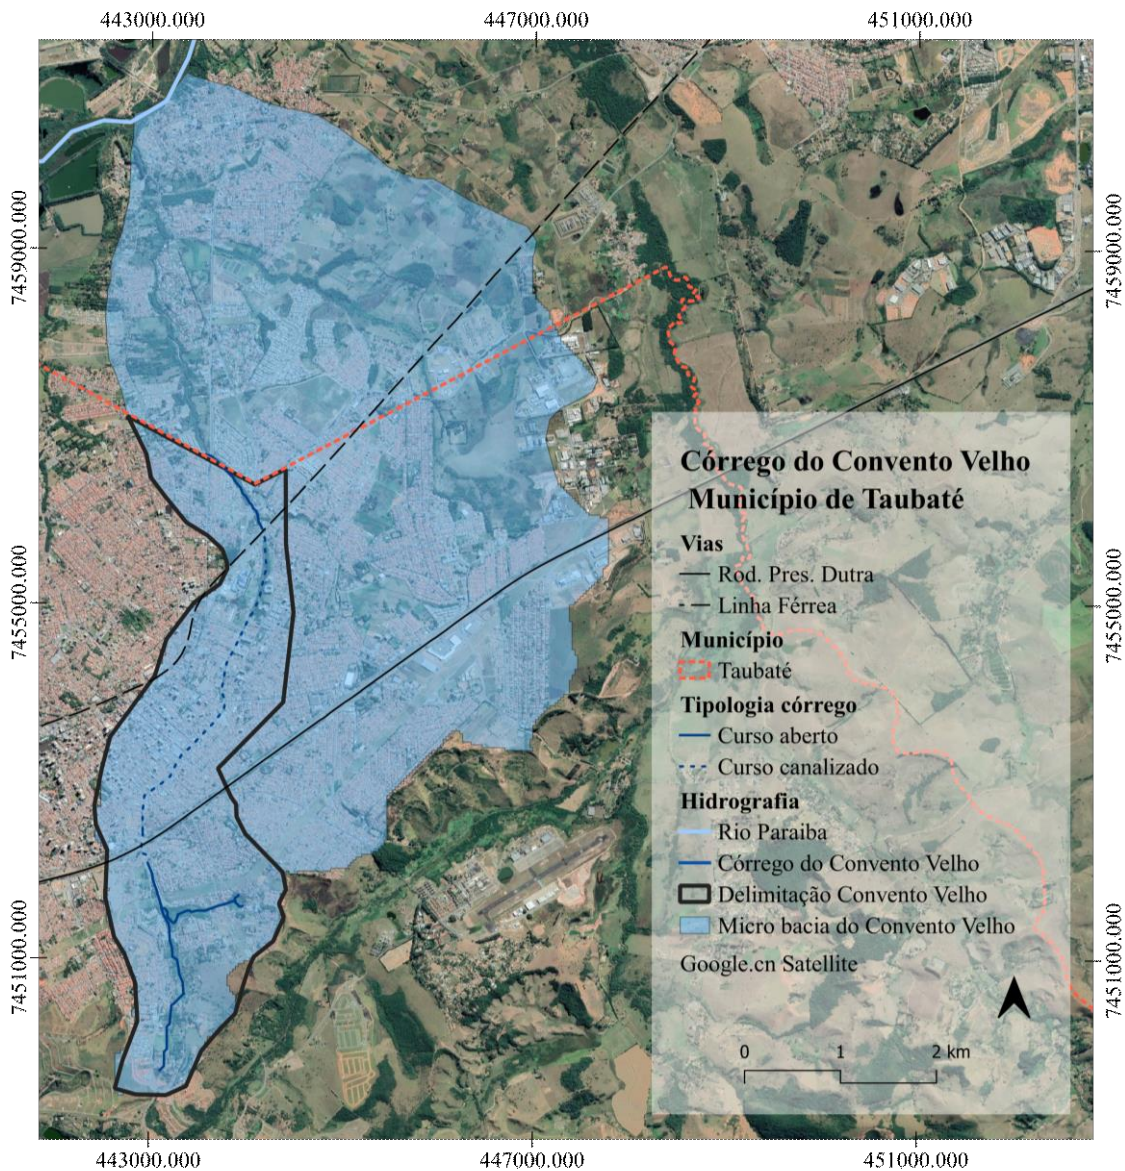 443000.000 447000.000 451000.000
7459000.000 7459000.000
Córrego do Convento Velho
Município de Taubaté
Vias
Rod. Pres. Dutra
Linha Férrea
7455000.000 7455000.000
Município
Taubaté
Tipologia córrego
Curso aberto
Curso canalizado
Hidrografia
Rio Paraiba
Córrego do Convento Velho
Delimitação Convento Velho
Micro bacia do Convento Velho
7451000.000 7451000.000
Google.cn Satellite
0 1 2 km
443000.000 447000.000 451000.000